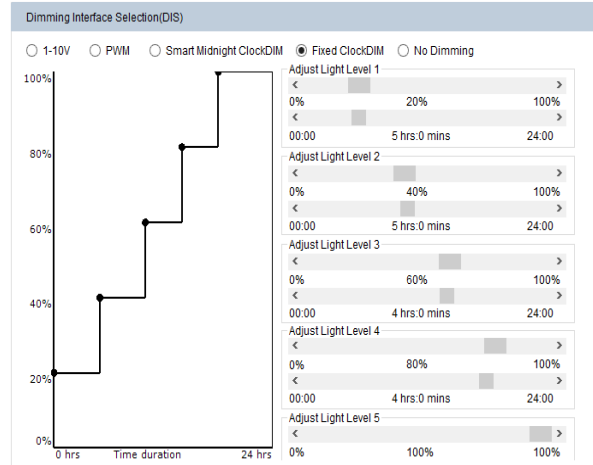 Dimming Interface Selection(DIS)
1-10V PWM Smart Midnight ClockDIM Fixed ClockDIM No Dimming
100%
80%
60%
40%
20%
0%
0 hrs Time duration 24 hrs
Adjust Light Level 1
0% 20% 100%
00:00 5 hrs:0 mins 24:00
Adjust Light Level 2
0% 40% 100%
00:00 5 hrs:0 mins 24:00
Adjust Light Level 3
0% 60% 100%
00:00 4 hrs:0 mins 24:00
Adjust Light Level 4
0% 80% 100%
00:00 4 hrs:0 mins 24:00
Adjust Light Level 5
0% 100% 100%